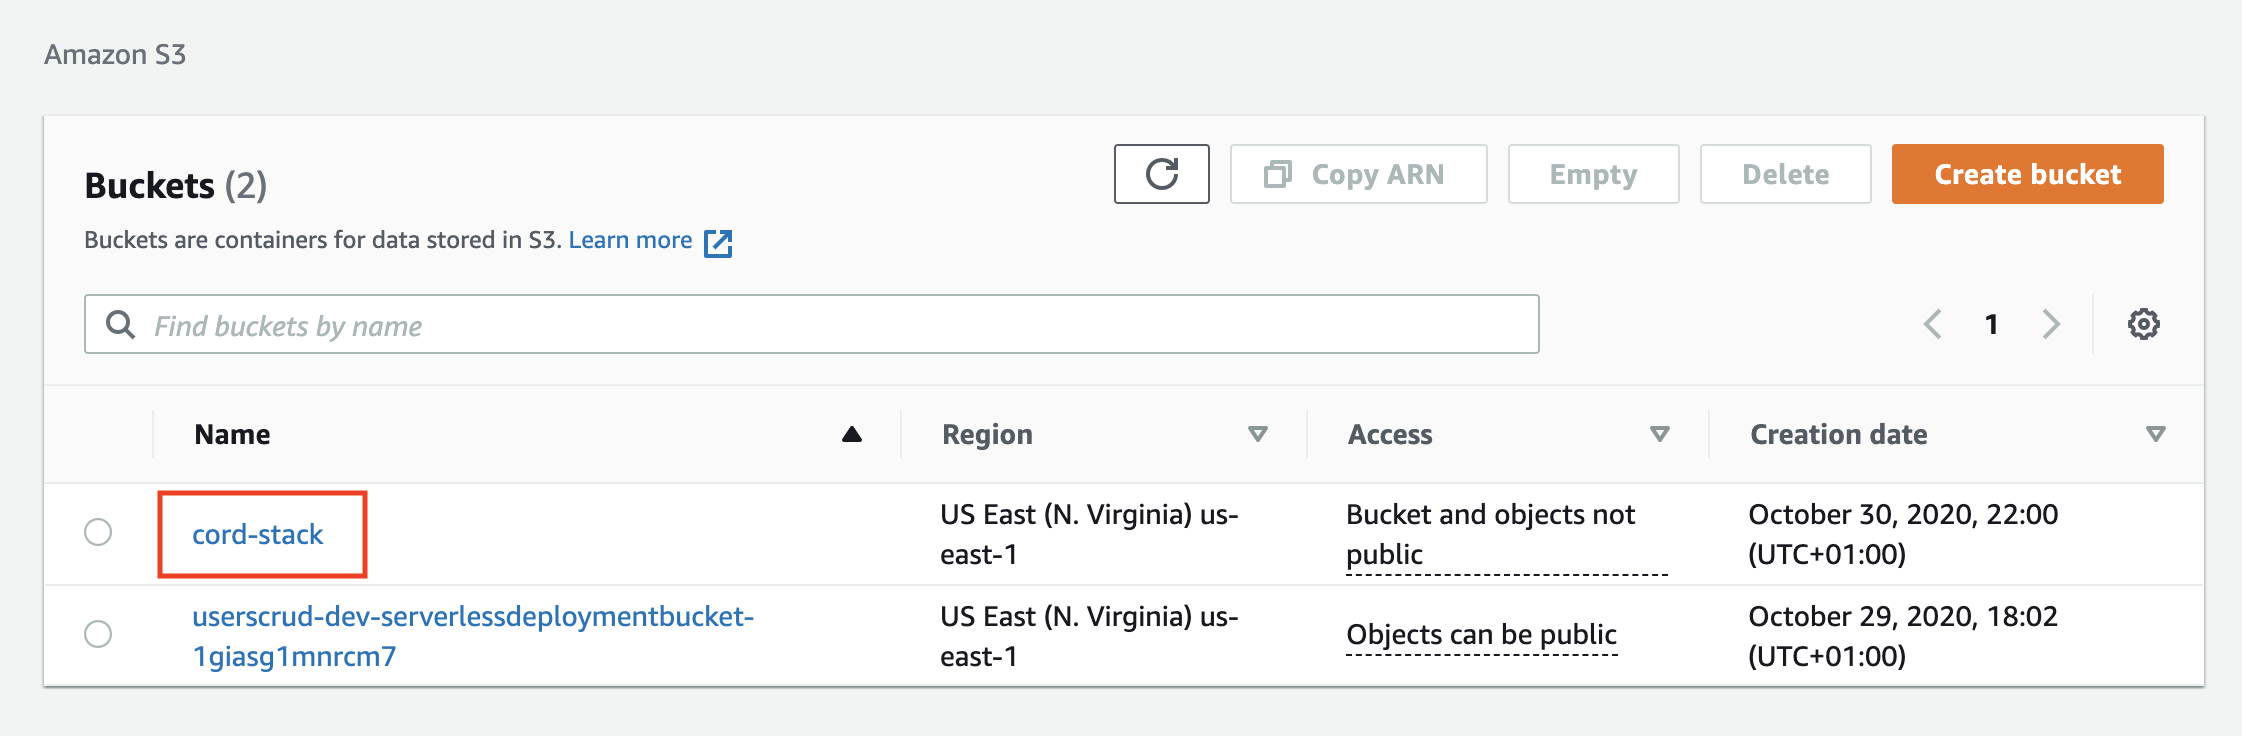 Amazon S3
Buckets (2)
Copy ARN
Empty
Delete
Create bucket
Buckets are containers for data stored in S3. Learn more
Find buckets by name
1
Name
Region
Access
Creation date
cord-stack
US East (N. Virginia) us-
east-1
Bucket and objects not
public
October 30, 2020, 22:00
(UTC+01:00)
userscrud-dev-serverlessdeploymentbucket-
1giasg1mnrcm7
US East (N. Virginia) us-
east-1
Objects can be public
October 29, 2020, 18:02
(UTC+01:00)